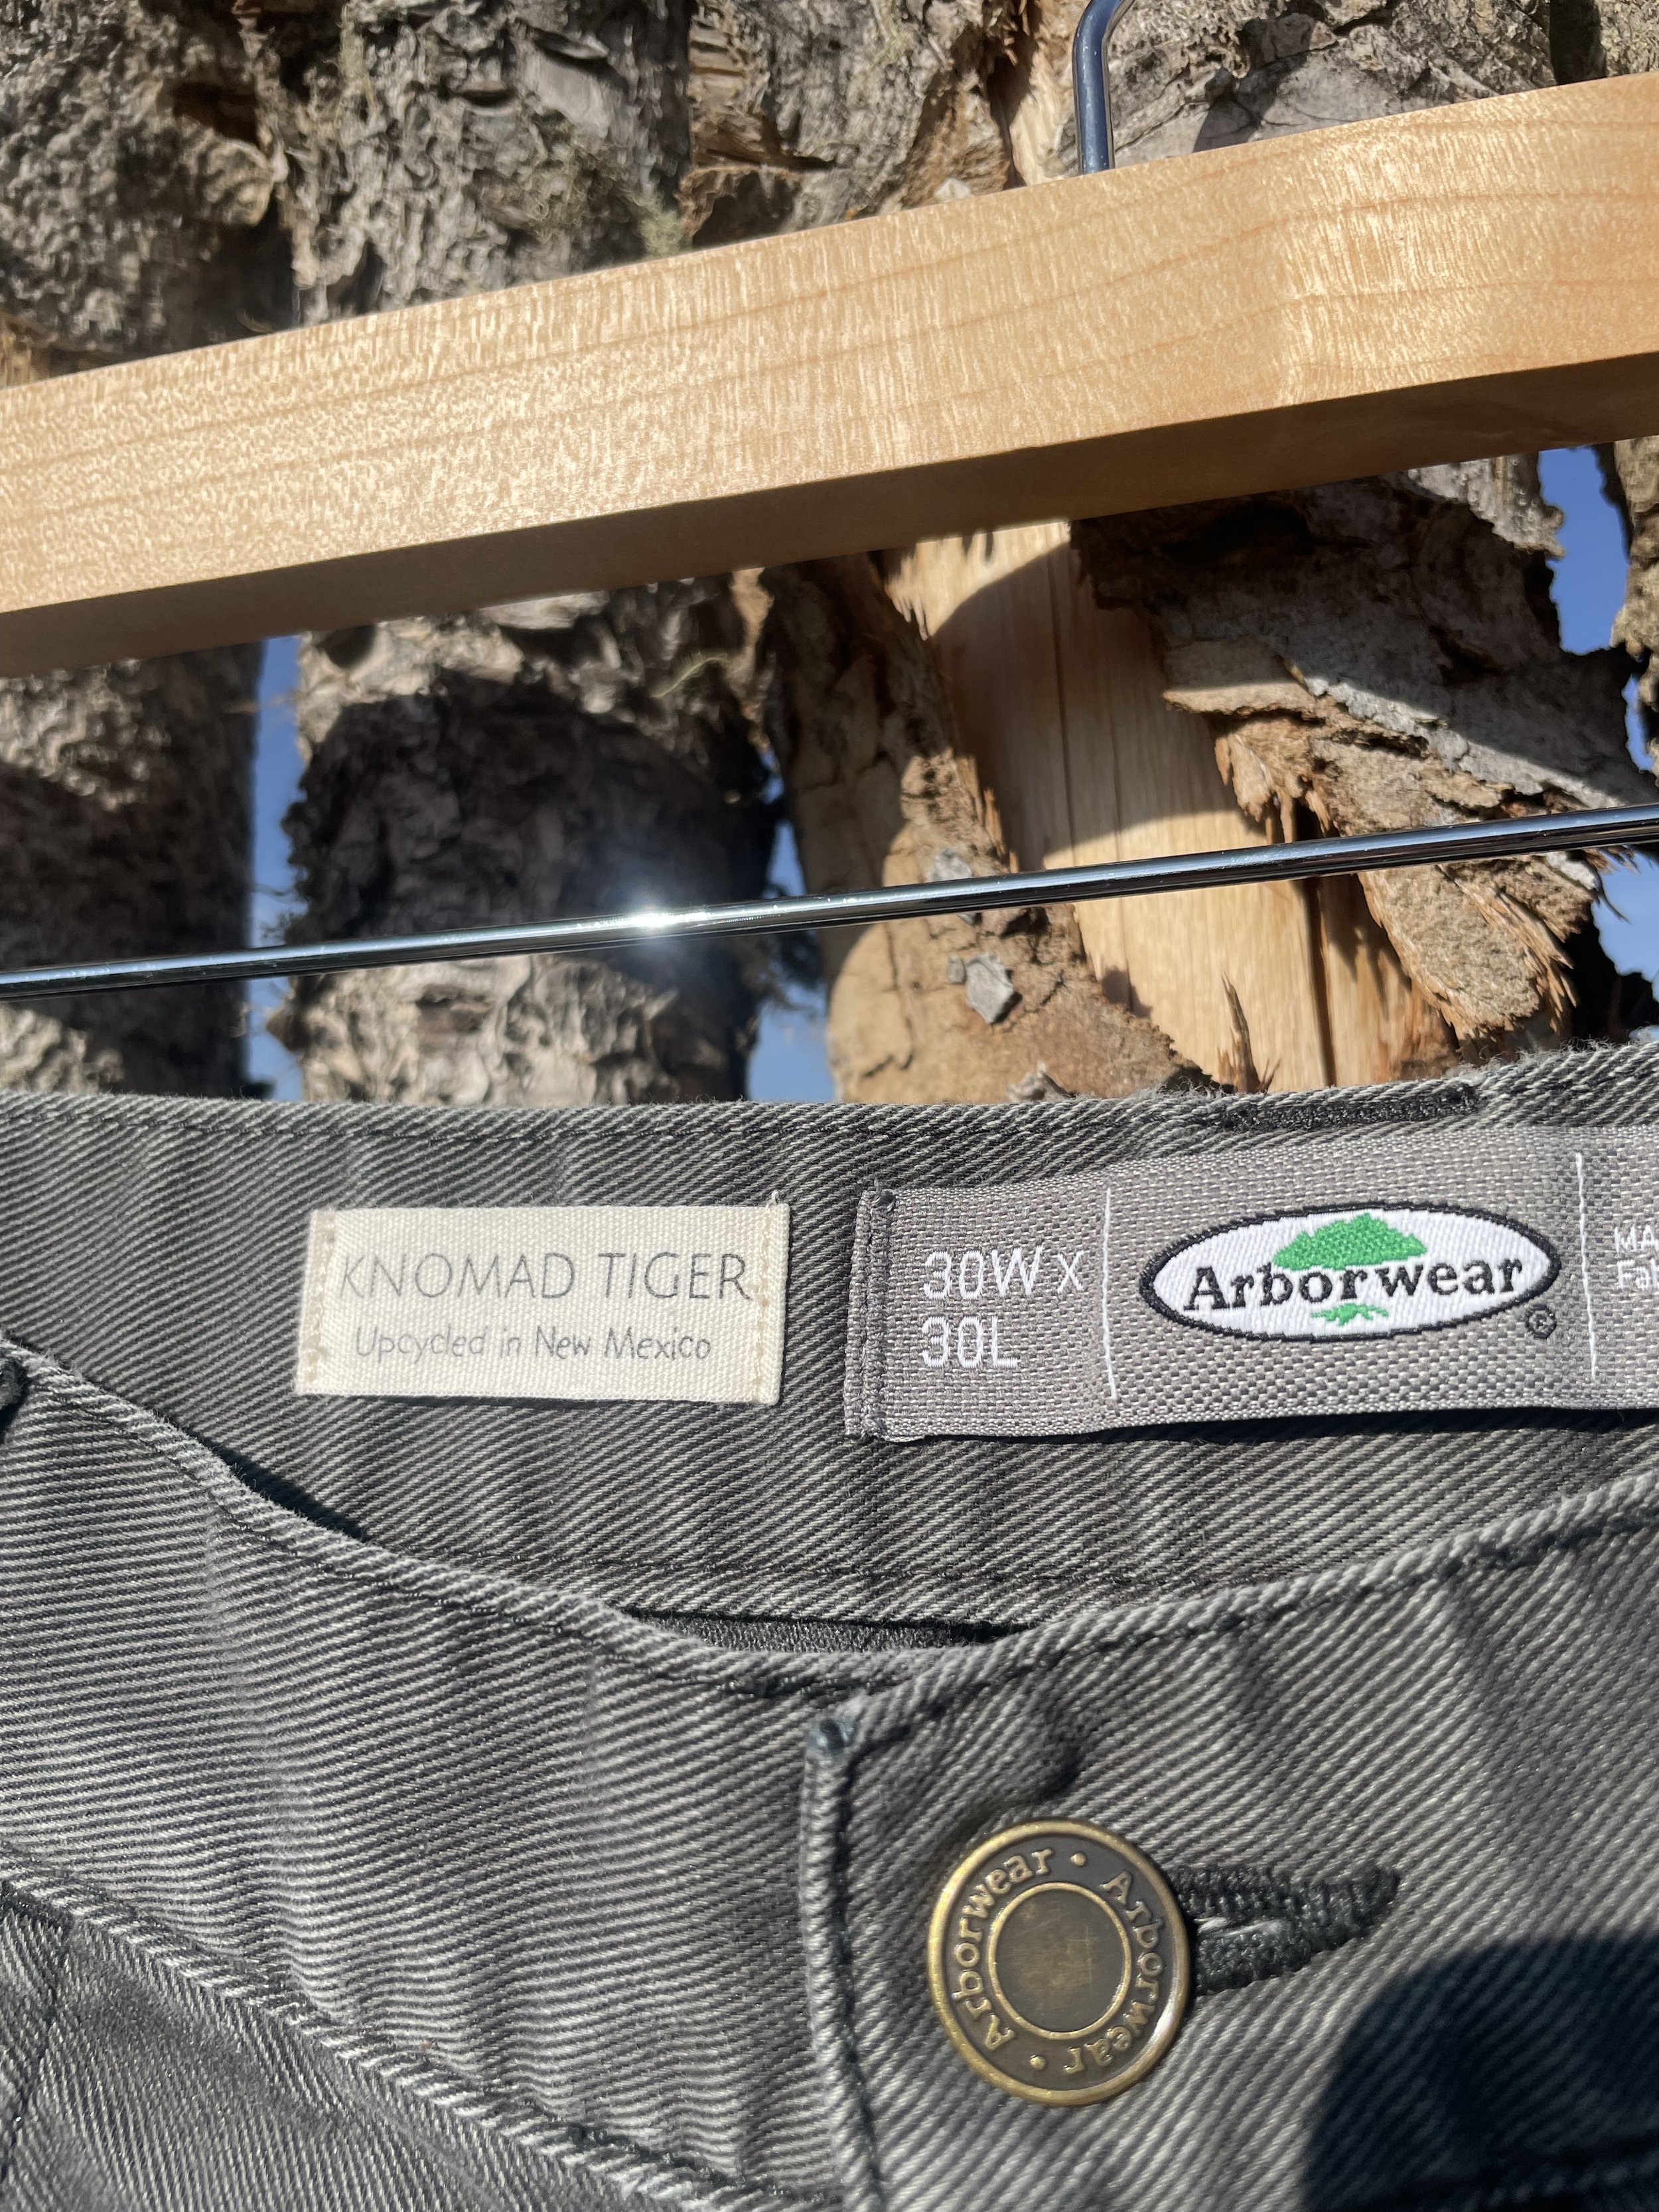 KNOMAD TIGER
Upcycled in New Mexico
30W x
30L
Arborwear
®
Arborwear • Arborwear •